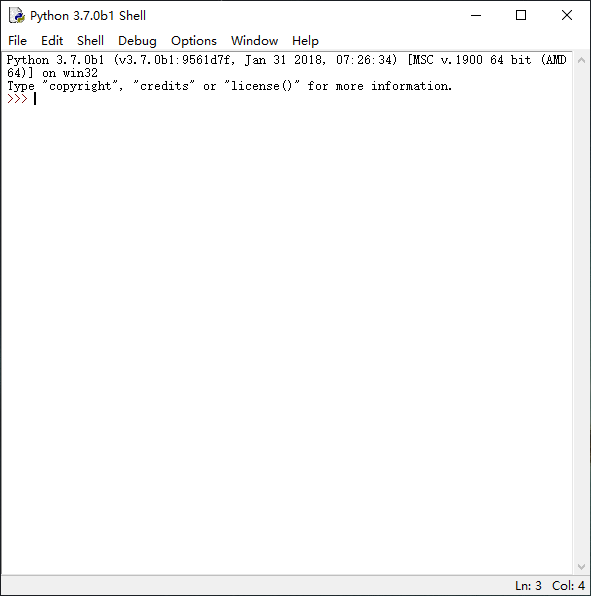 Python 3.7.0b1 Shell
File Edit Shell Debug Options Window Help
Python 3.7.0b1 (v3.7.0b1:9561d7f, Jan 31 2018, 07:26:34) [MSC v.1900 64 bit (AMD
64)] on win32
Type "copyright", "credits" or "license()" for more information.
>>>
Ln: 3 Col: 4